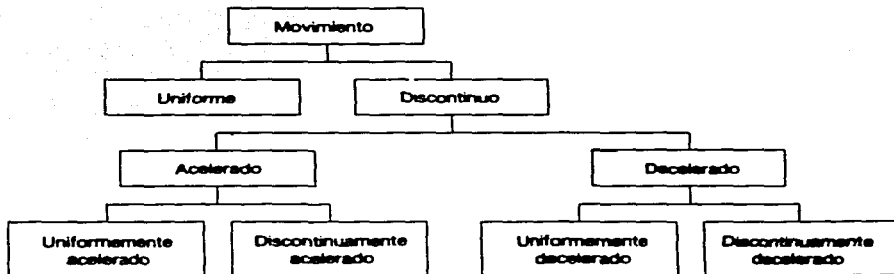 Movimiento
Uniforme
Discontinuo
Acelerado
Decelerado
Uniformemente
acelerado
Discontinuamente
acelerado
Uniformemente
decelerado
Discontinuamente
decelerado